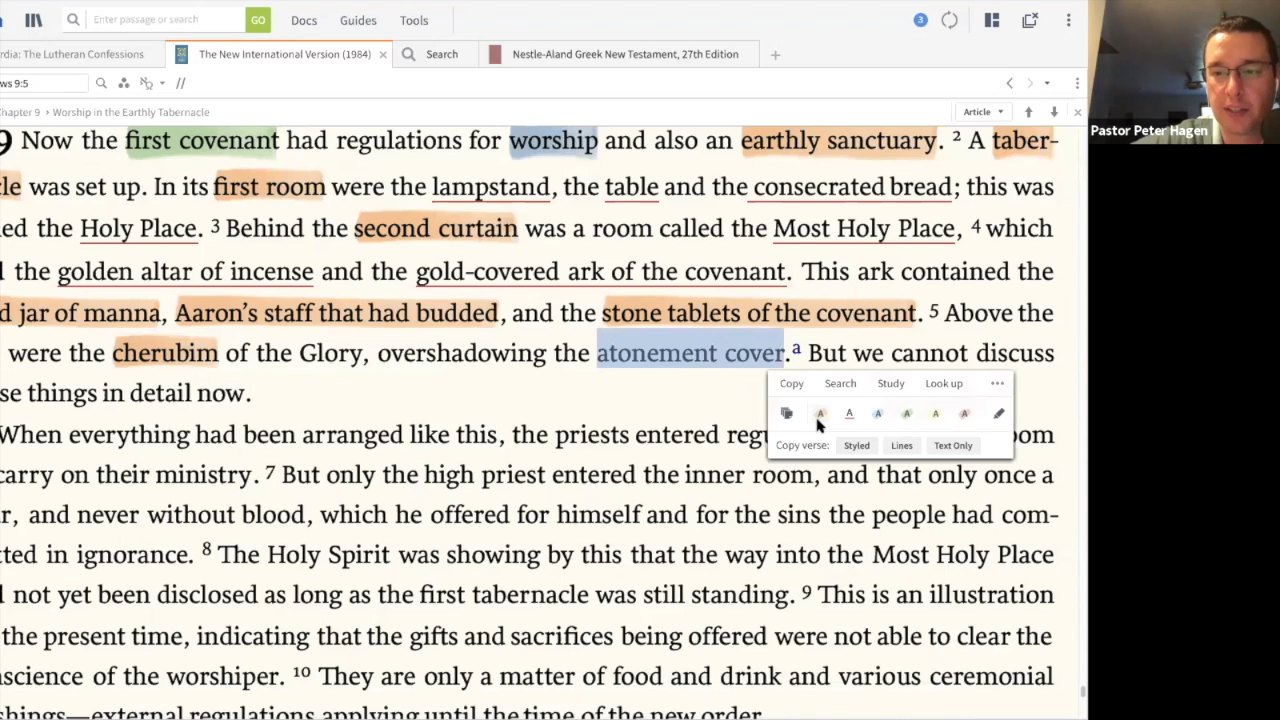 Enter passage or search
GO
Docs
Guides
Tools
3
rdia: The Lutheran Confessions
The New International Version (1984)
Search
Nestle-Aland Greek New Testament, 27th Edition
ws 9:5
Chapter 9 › Worship in the Earthly Tabernacle
Article
Pastor Peter Hagen
9 Now the first covenant had regulations for worship and also an earthly sanctuary. 2 A taber-
cle was set up. In its first room were the lampstand, the table and the consecrated bread; this was
ed the Holy Place. 3 Behind the second curtain was a room called the Most Holy Place, 4 which
the golden altar of incense and the gold-covered ark of the covenant. This ark contained the
d jar of manna, Aaron’s staff that had budded, and the stone tablets of the covenant. 5 Above the
were the cherubim of the Glory, overshadowing the atonement cover.a But we cannot discuss
se things in detail now.
Copy Search Study Look up
A A A A A A
Copy verse: Styled Lines Text Only
When everything had been arranged like this, the priests entered regu oom
carry on their ministry. 7 But only the high priest entered the inner room, and that only once a
r, and never without blood, which he offered for himself and for the sins the people had com-
tted in ignorance. 8 The Holy Spirit was showing by this that the way into the Most Holy Place
not yet been disclosed as long as the first tabernacle was still standing. 9 This is an illustration
the present time, indicating that the gifts and sacrifices being offered were not able to clear the
nscience of the worshiper. 10 They are only a matter of food and drink and various ceremonial
shings—external regulations applying until the time of the new order.